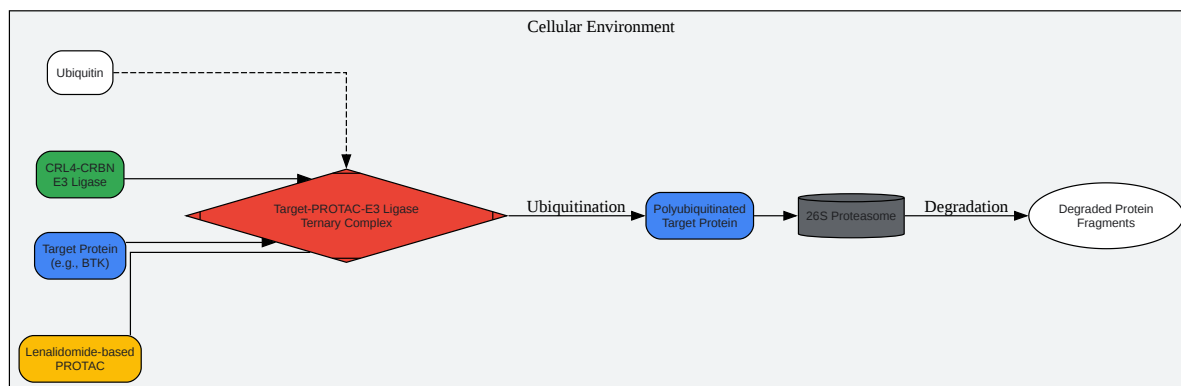 Cellular Environment
Ubiquitin
CRL4-CRBN
E3 Ligase
Target Protein
(e.g., BTK)
Lenalidomide-based
PROTAC
Target-PROTAC-E3 Ligase
Ternary Complex
Ubiquitination
Polyubiquitinated
Target Protein
26S Proteasome
Degradation
Degraded Protein
Fragments